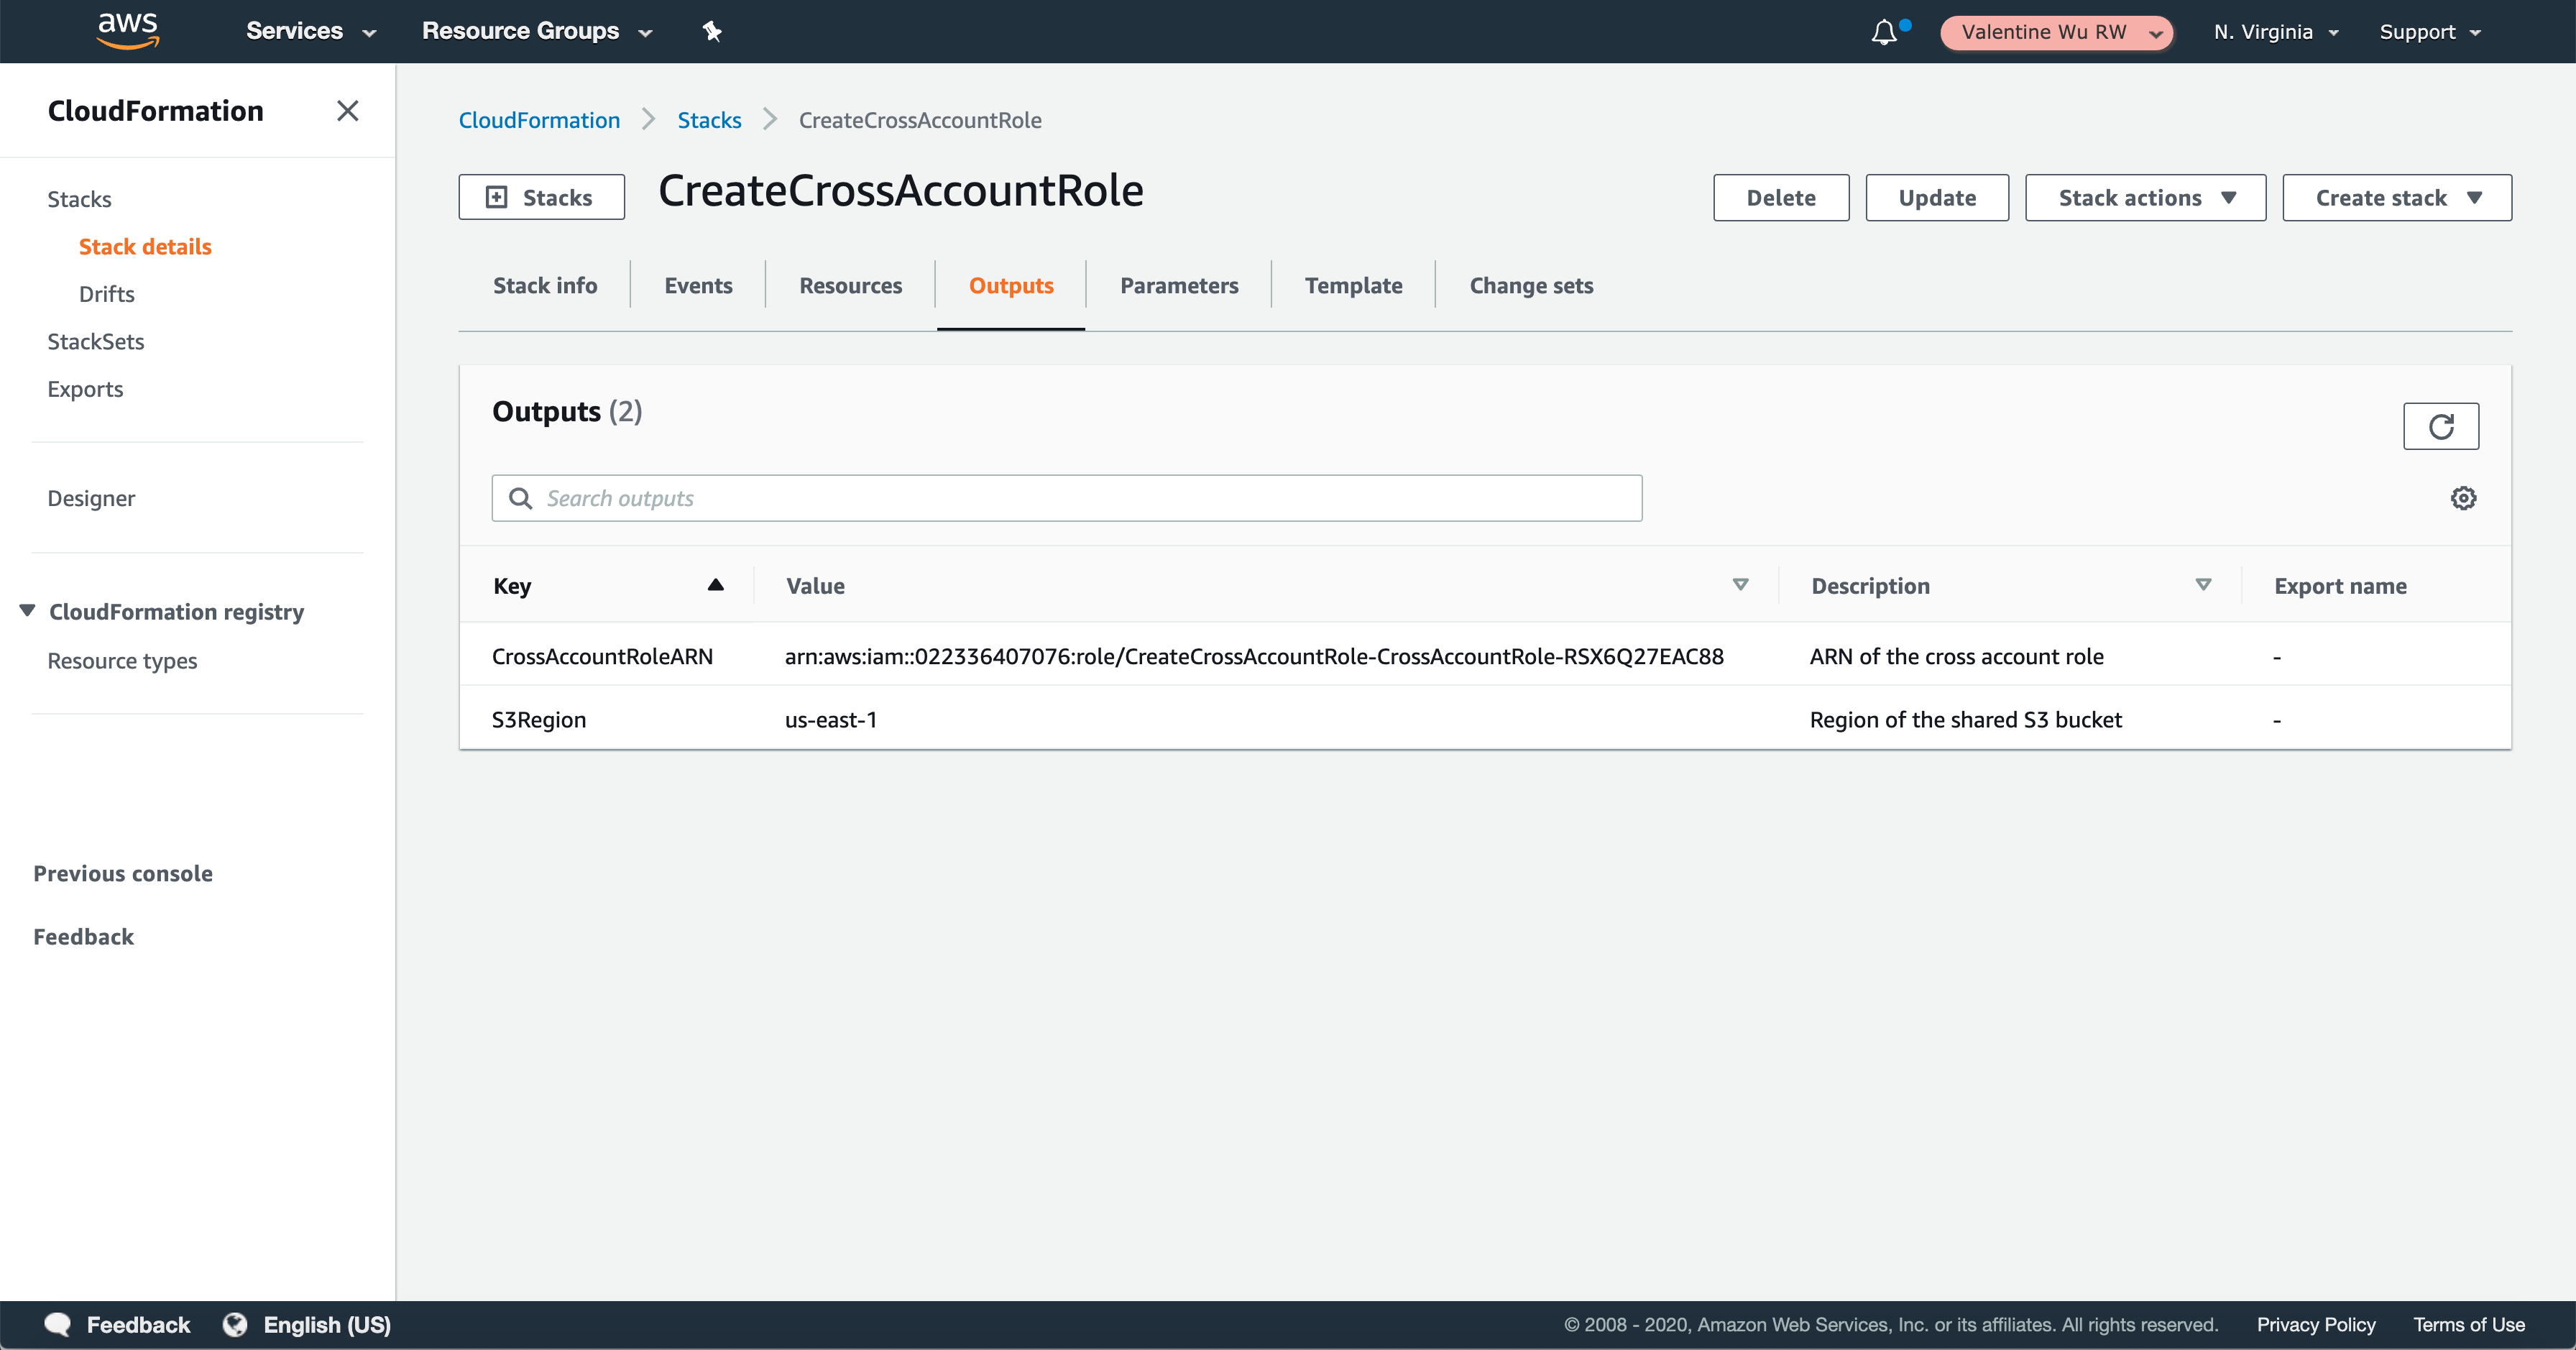 aws Services Resource Groups Valentine Wu RW N. Virginia Support
CloudFormation
Stacks
Stack details
Drifts
StackSets
Exports
Designer
CloudFormation registry
Resource types
Previous console
Feedback
CloudFormation Stacks CreateCrossAccountRole
Stacks CreateCrossAccountRole Delete Update Stack actions Create stack
Stack info Events Resources Outputs Parameters Template Change sets
Outputs (2)
Search outputs
Key Value Description Export name
CrossAccountRoleARN arn:aws:iam::022336407076:role/CreateCrossAccountRole-CrossAccountRole-RSX6Q27EAC88 ARN of the cross account role -
S3Region us-east-1 Region of the shared S3 bucket -
Feedback English (US) © 2008 - 2020, Amazon Web Services, Inc. or its affiliates. All rights reserved. Privacy Policy Terms of Use